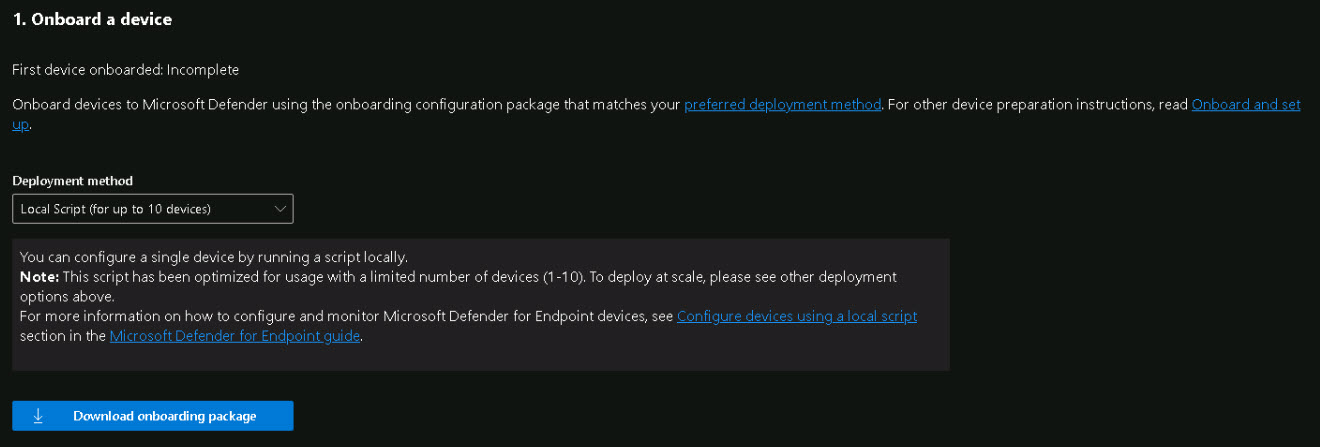 1. Onboard a device
First device onboarded: Incomplete
Onboard devices to Microsoft Defender using the onboarding configuration package that matches your preferred deployment method. For other device preparation instructions, read Onboard and set
up.
Deployment method
Local Script (for up to 10 devices)
You can configure a single device by running a script locally.
Note: This script has been optimized for usage with a limited number of devices (1-10). To deploy at scale, please see other deployment
options above.
For more information on how to configure and monitor Microsoft Defender for Endpoint devices, see Configure devices using a local script
section in the Microsoft Defender for Endpoint guide.
Download onboarding package